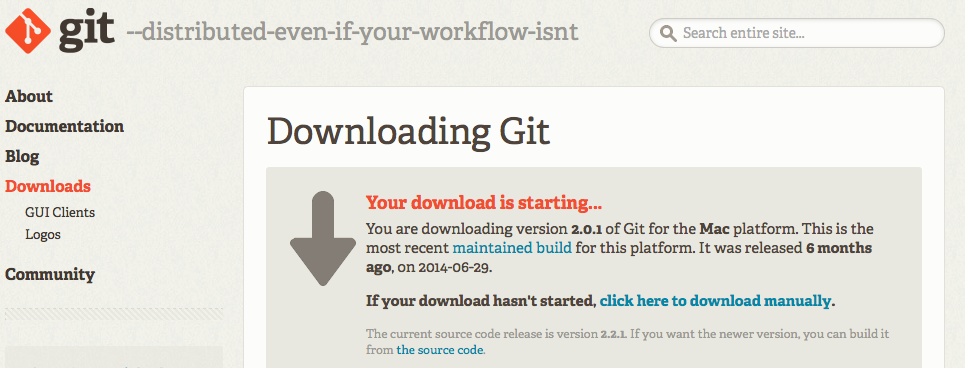 git --distributed-even-if-your-workflow-isnt
Search entire site...
About
Documentation
Blog
Downloads
GUI Clients
Logos
Community
Downloading Git
Your download is starting...
You are downloading version 2.0.1 of Git for the Mac platform. This is the
most recent maintained build for this platform. It was released 6 months
ago, on 2014-06-29.
If your download hasn't started, click here to download manually.
The current source code release is version 2.2.1. If you want the newer version, you can build it
from the source code.